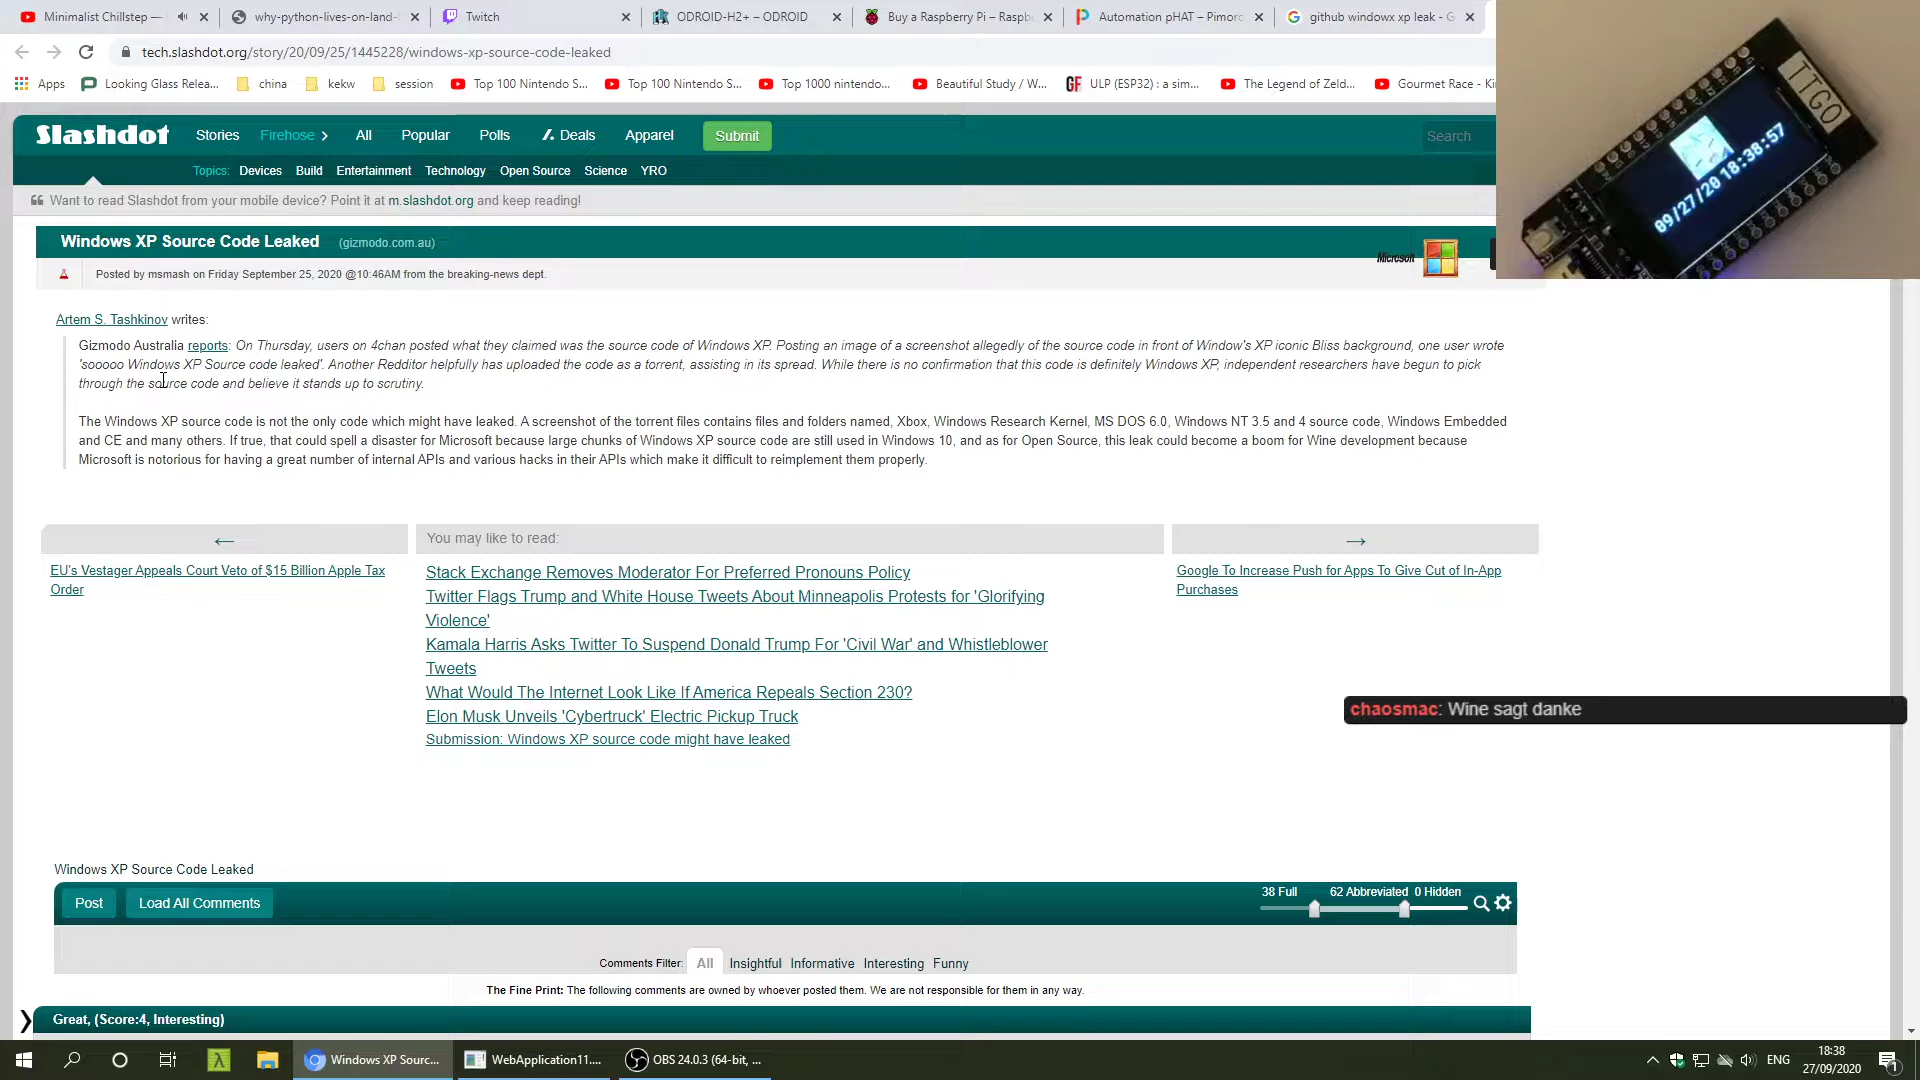 Minimalist Chillstep —
why-python-lives-on-land-
Twitch
ODROID-H2+ – ODROID
Buy a Raspberry Pi – Raspb
Automation pHAT – Pimoro
github windowx xp leak - G
tech.slashdot.org/story/20/09/25/1445228/windows-xp-source-code-leaked
Apps
Looking Glass Relea...
china
kekw
session
Top 100 Nintendo S...
Top 100 Nintendo S...
Top 1000 nintendo...
Beautiful Study / W...
GF ULP (ESP32) : a sim...
The Legend of Zeld...
Gourmet Race - Ki
TTGO
09/27/20 18:38:57
Slashdot
Stories Firehose All Popular Polls Deals Apparel Submit Search
Topics: Devices Build Entertainment Technology Open Source Science YRO
Want to read Slashdot from your mobile device? Point it at m.slashdot.org and keep reading!
Windows XP Source Code Leaked (gizmodo.com.au)
Microsoft
Posted by msmash on Friday September 25, 2020 @10:46AM from the breaking-news dept.
Artem S. Tashkinov writes:
Gizmodo Australia reports: On Thursday, users on 4chan posted what they claimed was the source code of Windows XP. Posting an image of a screenshot allegedly of the source code in front of Window's XP iconic Bliss background, one user wrote
'sooooo Windows XP Source code leaked'. Another Redditor helpfully has uploaded the code as a torrent, assisting in its spread. While there is no confirmation that this code is definitely Windows XP, independent researchers have begun to pick
through the source code and believe it stands up to scrutiny.
The Windows XP source code is not the only code which might have leaked. A screenshot of the torrent files contains files and folders named, Xbox, Windows Research Kernel, MS DOS 6.0, Windows NT 3.5 and 4 source code, Windows Embedded
and CE and many others. If true, that could spell a disaster for Microsoft because large chunks of Windows XP source code are still used in Windows 10, and as for Open Source, this leak could become a boom for Wine development because
Microsoft is notorious for having a great number of internal APIs and various hacks in their APIs which make it difficult to reimplement them properly.
←
EU's Vestager Appeals Court Veto of $15 Billion Apple Tax
Order
You may like to read:
Stack Exchange Removes Moderator For Preferred Pronouns Policy
Twitter Flags Trump and White House Tweets About Minneapolis Protests for 'Glorifying
Violence'
Kamala Harris Asks Twitter To Suspend Donald Trump For 'Civil War' and Whistleblower
Tweets
What Would The Internet Look Like If America Repeals Section 230?
Elon Musk Unveils 'Cybertruck' Electric Pickup Truck
Submission: Windows XP source code might have leaked
→
Google To Increase Push for Apps To Give Cut of In-App
Purchases
chaosmac: Wine sagt danke
Windows XP Source Code Leaked
Post Load All Comments
38 Full 62 Abbreviated 0 Hidden
Comments Filter: All Insightful Informative Interesting Funny
The Fine Print: The following comments are owned by whoever posted them. We are not responsible for them in any way.
Great, (Score:4, Interesting)
Windows XP Sourc...
WebApplication11....
OBS 24.0.3 (64-bit, ...
ENG
18:38
27/09/2020
1